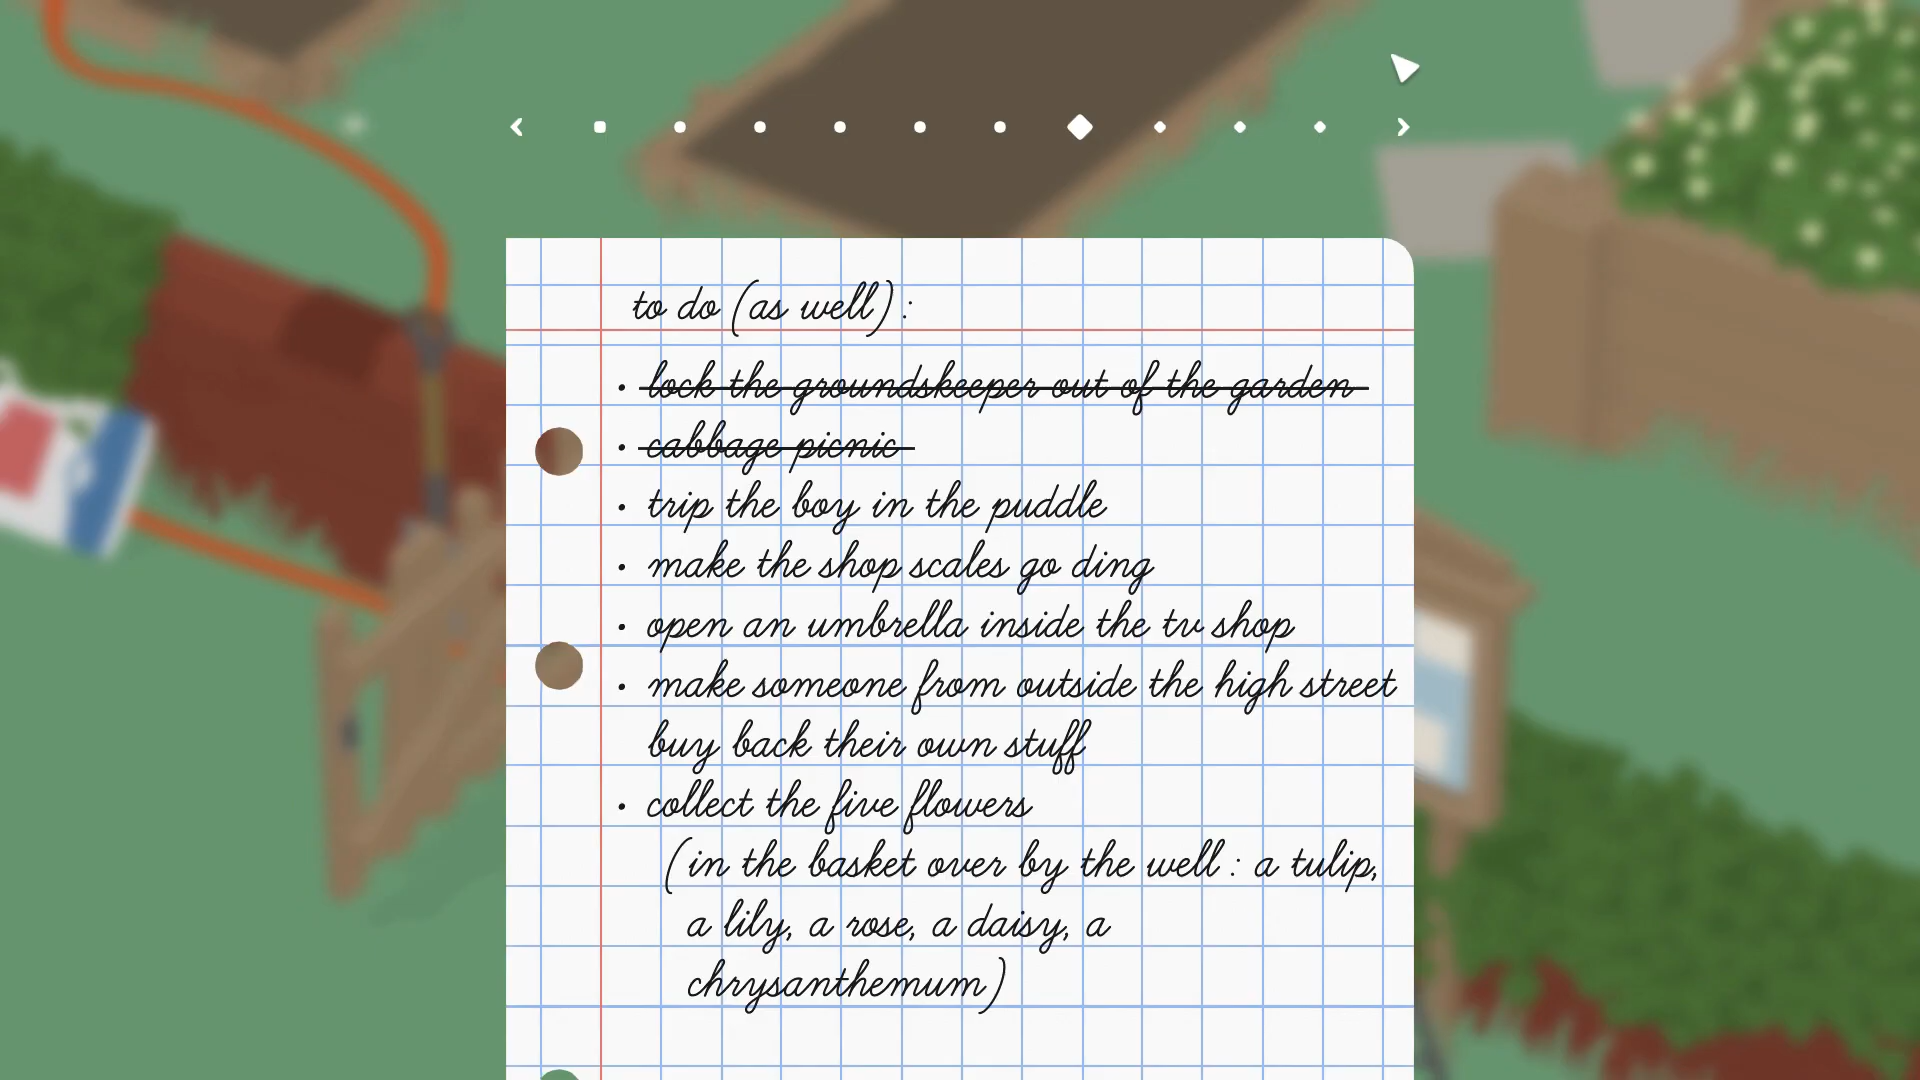 to do (as well) :
• lock the groundskeeper out of the garden
• cabbage picnic
• trip the boy in the puddle
• make the shop scales go ding
• open an umbrella inside the tv shop
• make someone from outside the high street
buy back their own stuff
• collect the five flowers
(in the basket over by the well : a tulip,
a lily, a rose, a daisy, a
chrysanthemum)